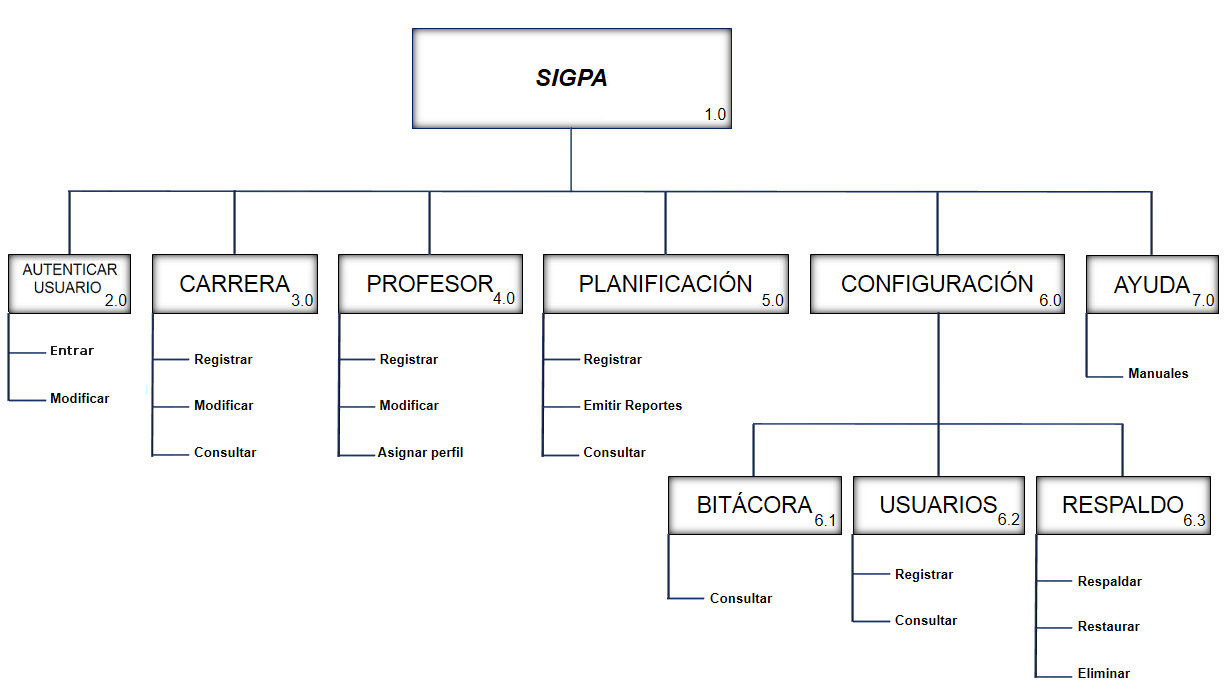 SIGPA
1.0
AUTENTICAR
USUARIO
2.0
Entrar
Modificar
CARRERA
3.0
Registrar
Modificar
Consultar
PROFESOR
4.0
Registrar
Modificar
Asignar perfil
PLANIFICACIÓN
5.0
Registrar
Emitir Reportes
Consultar
CONFIGURACIÓN
6.0
BITÁCORA
6.1
Consultar
USUARIOS
6.2
Registrar
Consultar
RESPALDO
6.3
Respaldar
Restaurar
Eliminar
AYUDA
7.0
Manuales